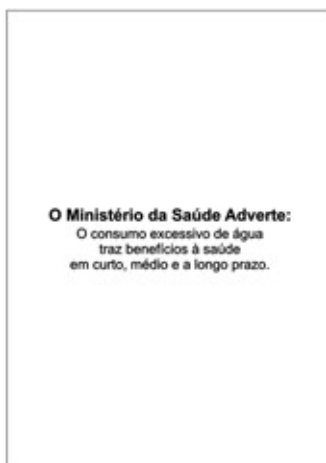 O Ministério da Saúde Adverte:
O consumo excessivo de água
traz benefícios à saúde
em curto, médio e a longo prazo.